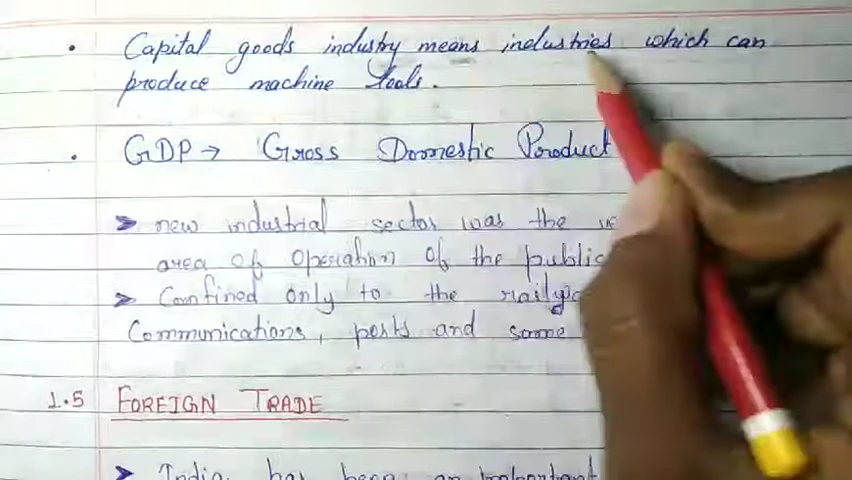 • Capital goods industry means industries which can
produce machine tools.
• GDP → Gross Domestic Product
➤ new industrial sector was the
area of operation of the public
➤ Confined only to the
Communications, ports and some
1.5 FOREIGN TRADE
➤ India has been an important